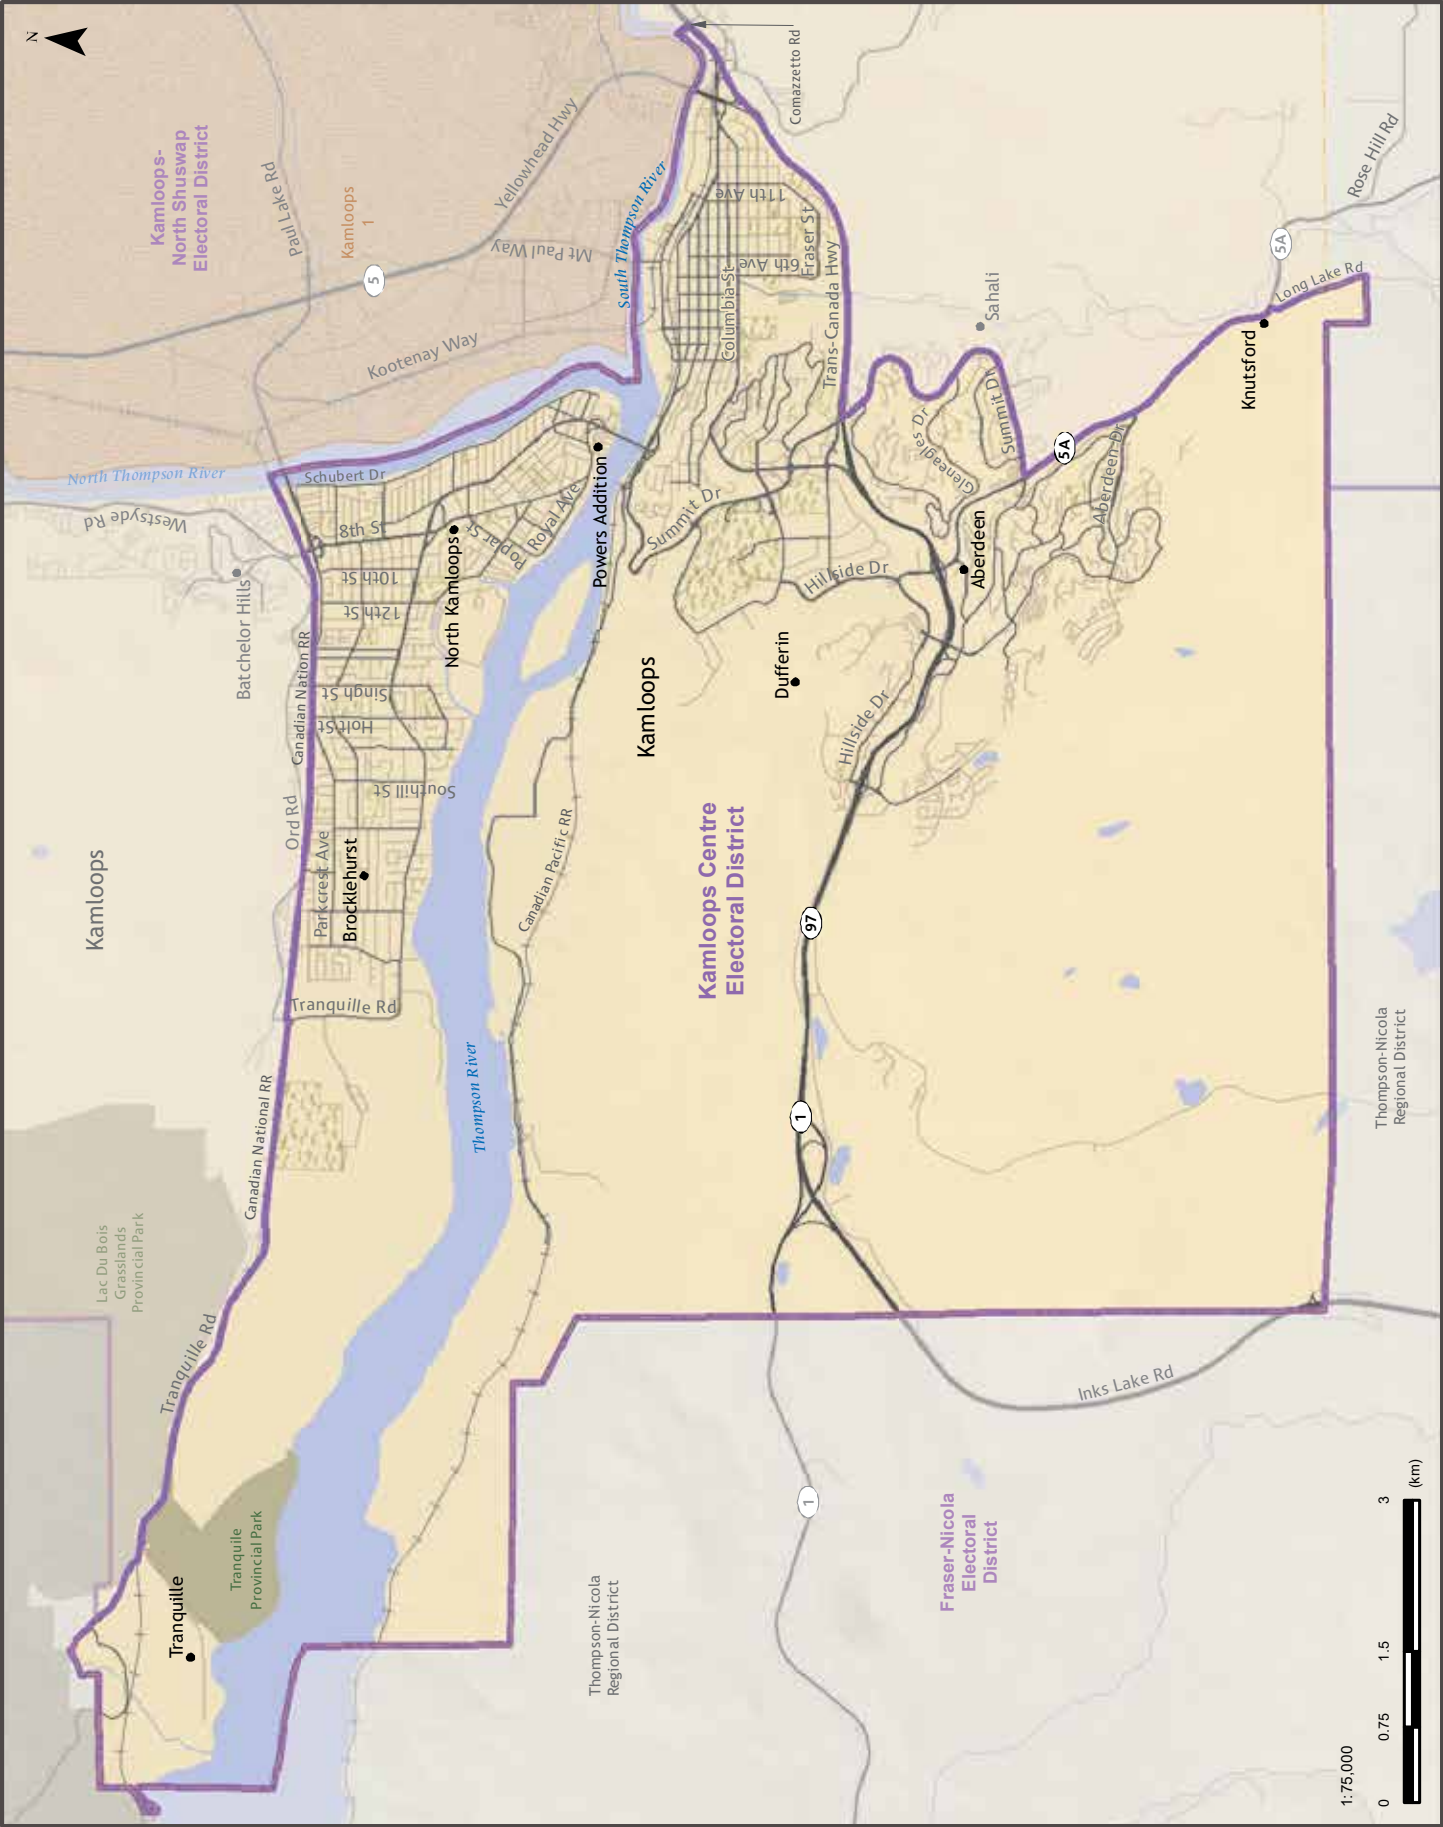 N
Kamloops-
North Shuswap
Electoral District
Paul Lake Rd
Kamloops
1
Yellowhead Hwy
Mt Paul Way
5
Kootenay Way
South Thompson River
Comazzetto Rd
11th Ave
6th Ave
Fraser St
Columbia St
Trans-Canada Hwy
Sahali
Rose Hill Rd
5A
Long Lake Rd
Knutsford
North Thompson River
Westsyde Rd
Schubert Dr
8th St
10th St
12th St
Batchelor Hills
North Kamloops
Poplar St
Royal Ave
Powers Addition
Summit Dr
Gleneagles Dr
Summit Dr
5A
Aberdeen Dr
Aberdeen
Hillside Dr
Dufferin
Hillside Dr
Kamloops
Canadian Nation RR
Singh St
Holt St
Southill St
Ord Rd
Parkcrest Ave
Brocklehurst
Kamloops
Canadian Pacific RR
Kamloops Centre
Electoral District
97
Tranquille Rd
Thompson River
1
Canadian National RR
Lac Du Bois
Grasslands
Provincial Park
Tranquille Rd
Thompson-Nicola
Regional District
Inks Lake Rd
Tranquile
Provincial Park
Tranquille
1
Thompson-Nicola
Regional District
Fraser-Nicola
Electoral
District
1:75,000
0
0.75
1.5
3
(km)